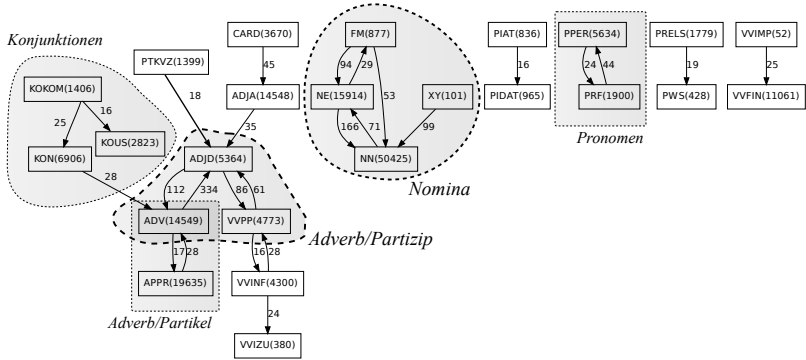 CARD(3670) FM(877) PIAT(836) PPER(5634) PRELS(1779) VVIMP(52)
Konjunktionen
PTKVZ(1399) 45 94 29 16 24 44 19 25
KOKOM(1406) ADJA(14548) NE(15914) XY(101) PIDAT(965) PRF(1900) PWS(428) VVFIN(11061)
18 53
25 16 35 166 71 99
KOUS(2823) Pronomen
KON(6906) ADJD(5364) NN(50425)
28 112 334 86 61 Nomina
ADV(14549) VVPP(4773)
Adverb/Partizip
17 28 16 28
APPR(19635) VVINF(4300)
24
Adverb/Partikel
VVIZU(380)